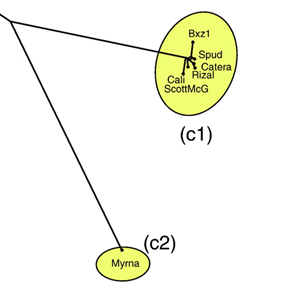 Bxz1
Spud
Catera
Rizal
Cali
ScottMcG
(c1)
(c2)
Myrna